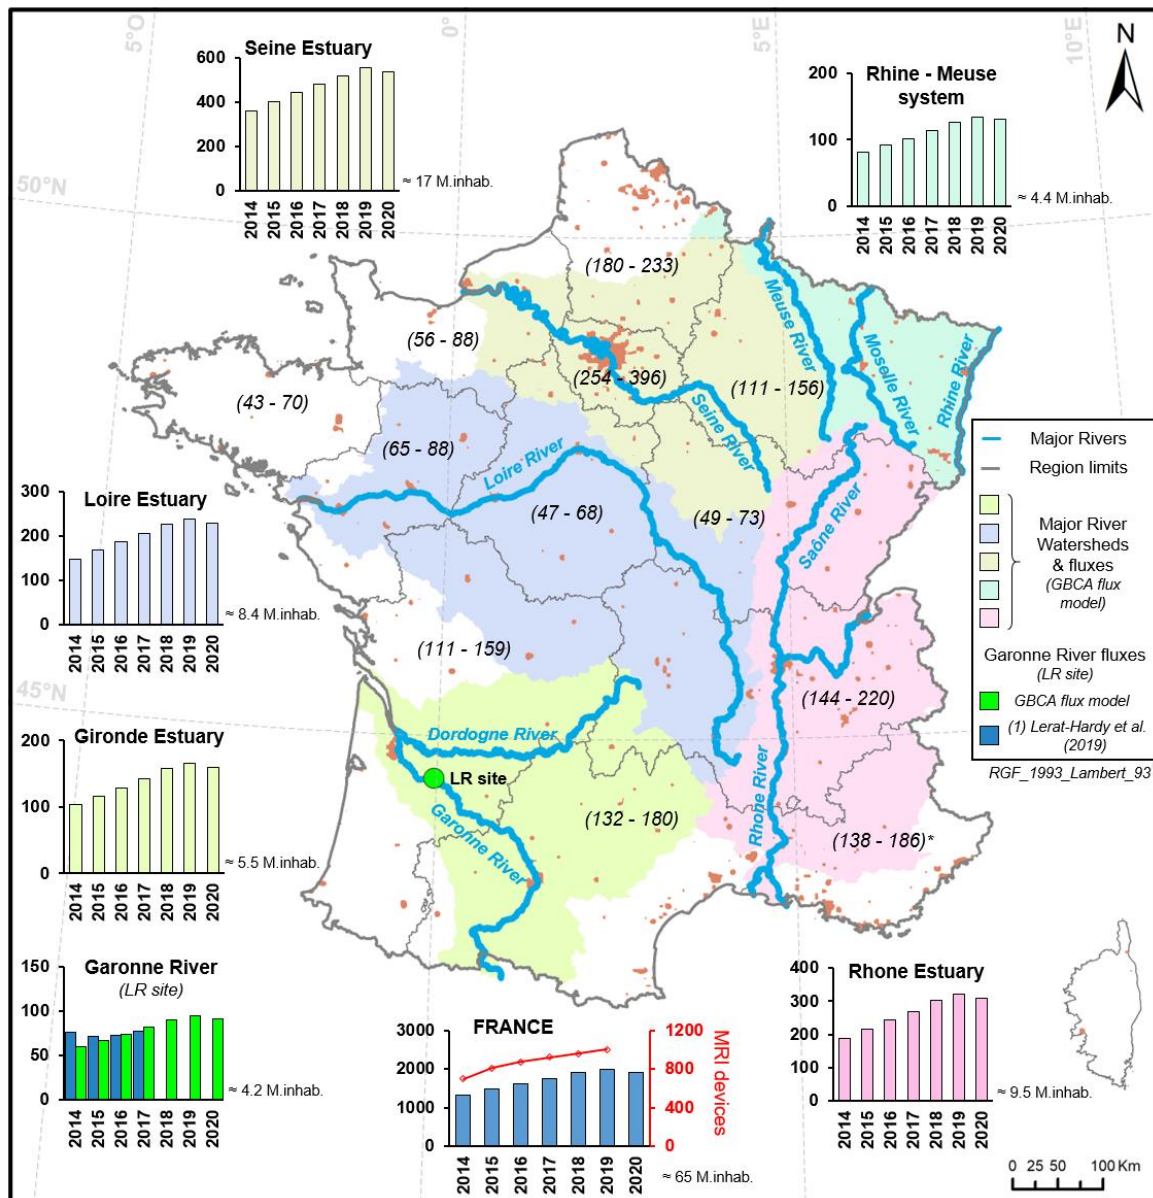 5°O
0°
5°E
10°E
N
50°N
45°N
Seine Estuary
600
400
200
0
2014
2015
2016
2017
2018
2019
2020
≈ 17 M.inhab.
Rhine - Meuse
system
200
100
0
2014
2015
2016
2017
2018
2019
2020
≈ 4.4 M.inhab.
(180 - 233)
(56 - 88)
(254 - 396)
(111 - 156)
(43 - 70)
(65 - 88)
(47 - 68)
(49 - 73)
(111 - 159)
(144 - 220)
(132 - 180)
(138 - 186)*
Meuse River
Moselle River
Rhine River
Seine River
Loire River
Saône River
Dordogne River
Garonne River
Rhone River
LR site
Major Rivers
Region limits
Major River
Watersheds
& fluxes
(GBCA flux
model)
Garonne River fluxes
(LR site)
GBCA flux model
(1) Lerat-Hardy et al.
(2019)
RGF_1993_Lambert_93
Loire Estuary
300
200
100
0
2014
2015
2016
2017
2018
2019
2020
≈ 8.4 M.inhab.
Gironde Estuary
200
100
0
2014
2015
2016
2017
2018
2019
2020
≈ 5.5 M.inhab.
Garonne River
(LR site)
150
100
50
0
2014
2015
2016
2017
2018
2019
2020
≈ 4.2 M.inhab.
FRANCE
3000
2000
1000
0
1200
800
400
0
MRI devices
2014
2015
2016
2017
2018
2019
2020
≈ 65 M.inhab.
Rhone Estuary
400
300
200
100
0
2014
2015
2016
2017
2018
2019
2020
≈ 9.5 M.inhab.
0 25 50 100 Km